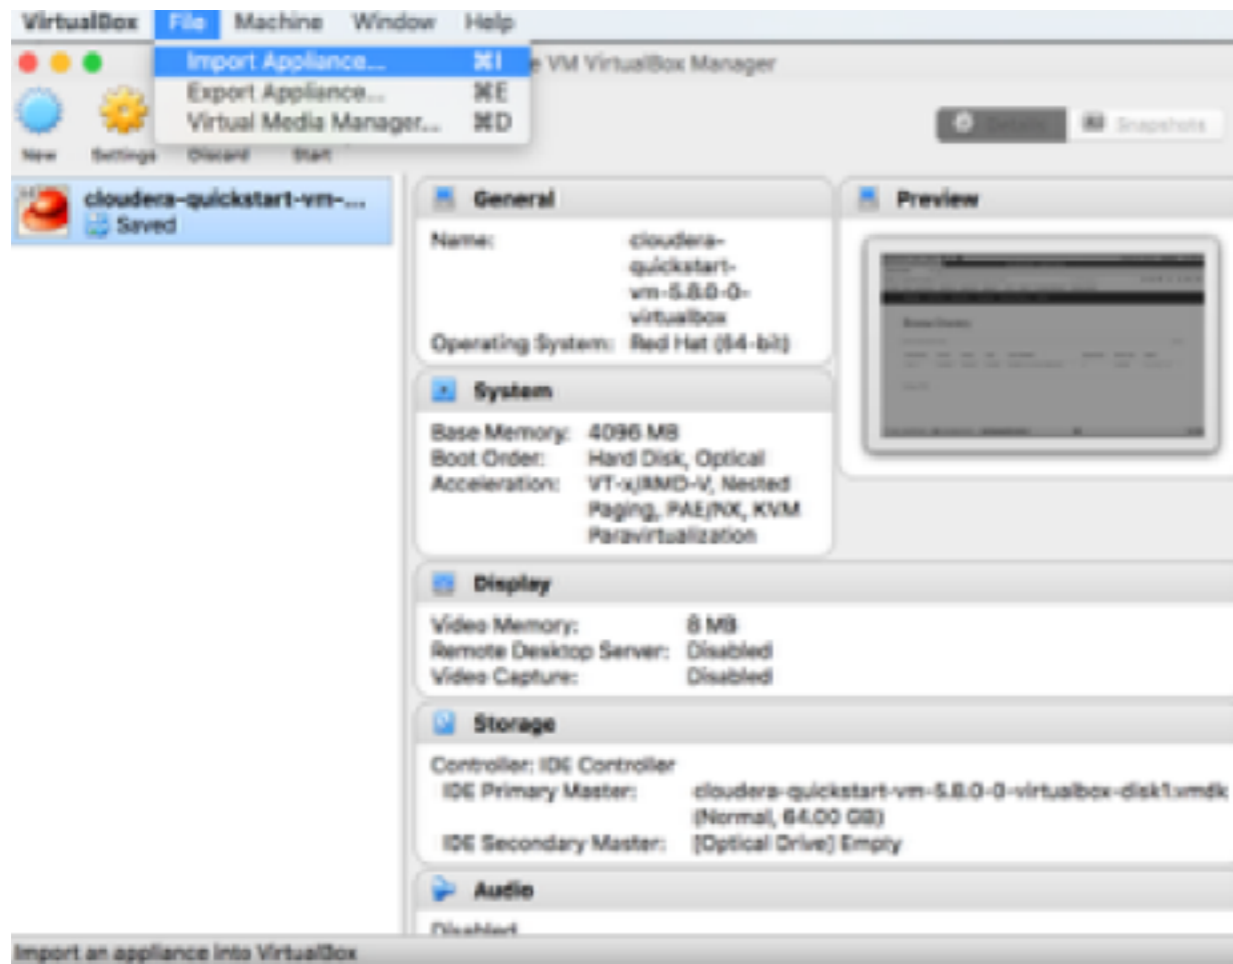 VirtualBox File Machine Window Help
Import Appliance... ⌘I
e VM VirtualBox Manager
Export Appliance... ⌘E
Virtual Media Manager... ⌘D
Details Snapshots
New Settings Discard Start
cloudera-quickstart-vm-...
Saved
General
Name: cloudera-
quickstart-
vm-5.8.0-0-
virtualbox
Operating System: Red Hat (64-bit)
Preview
System
Base Memory: 4096 MB
Boot Order: Hard Disk, Optical
Acceleration: VT-x/AMD-V, Nested
Paging, PAE/NX, KVM
Paravirtualization
Display
Video Memory: 8 MB
Remote Desktop Server: Disabled
Video Capture: Disabled
Storage
Controller: IDE Controller
IDE Primary Master: cloudera-quickstart-vm-5.8.0-0-virtualbox-disk1.vmdk
(Normal, 64.00 GB)
IDE Secondary Master: [Optical Drive] Empty
Audio
Disabled
Import an appliance into VirtualBox